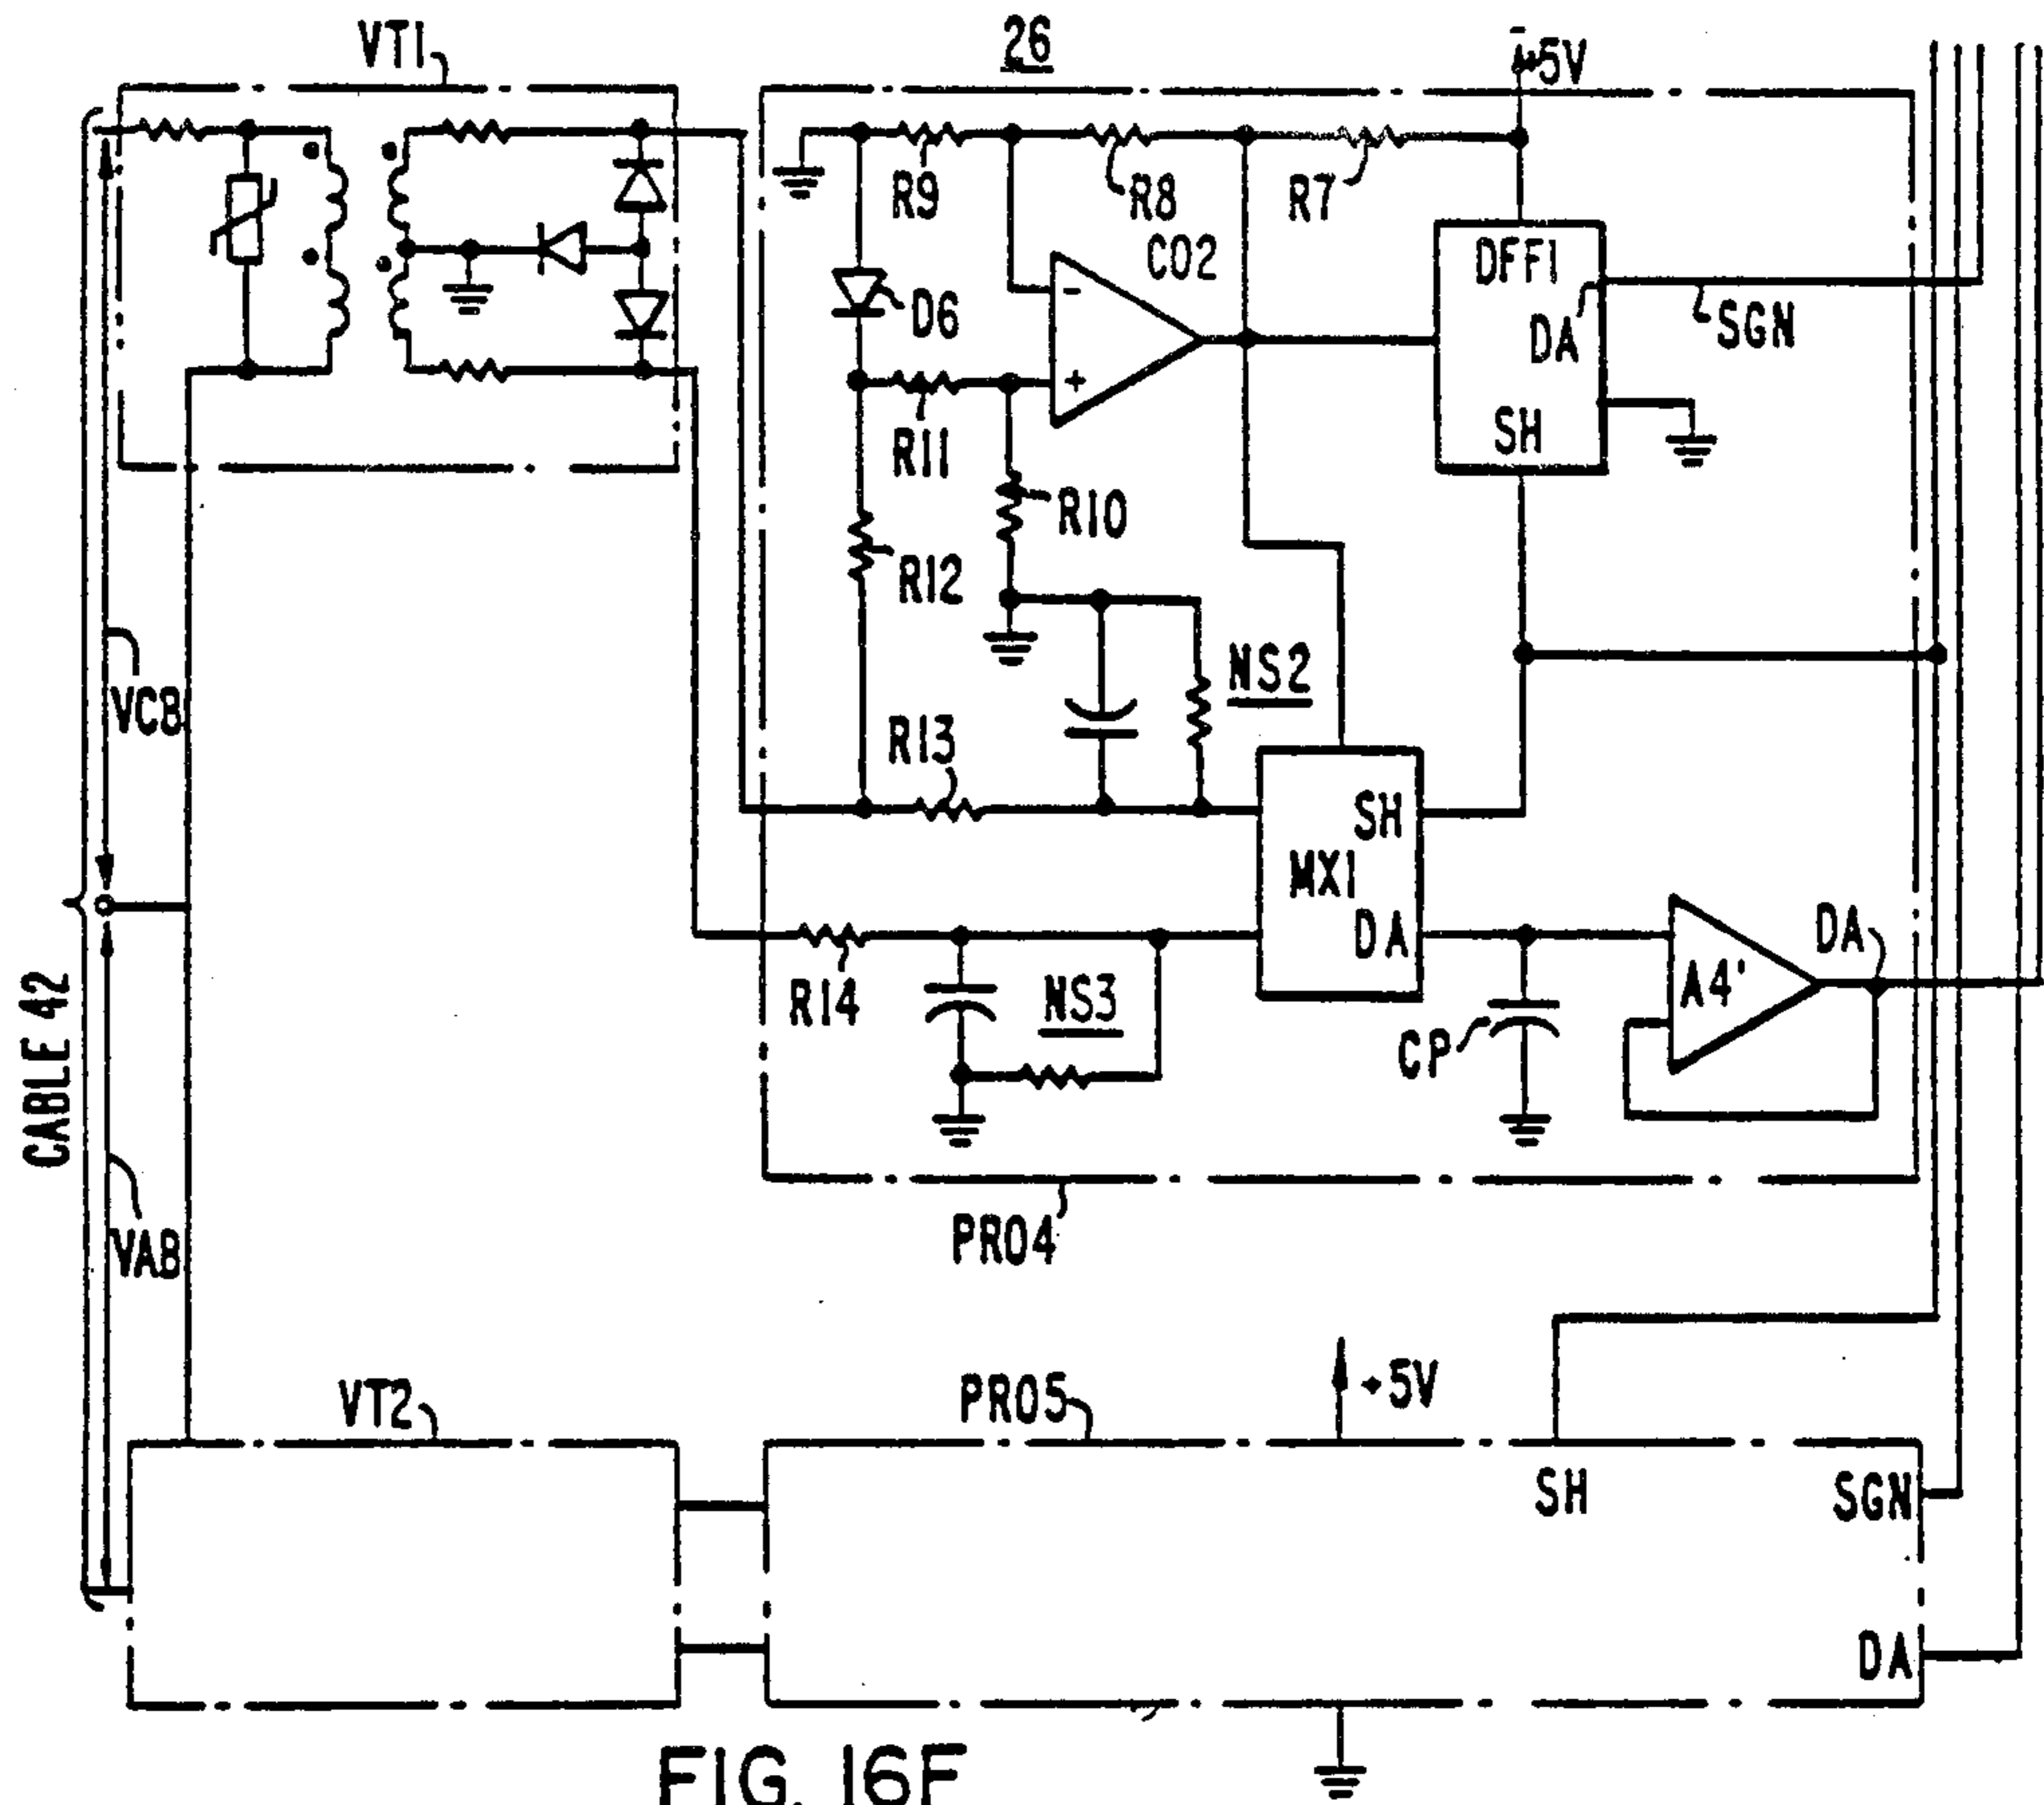 VT1
26
-5V
R9
R8
R7
CO2
DFF1
DA
SGN
D6
SH
R11
R10
R12
NS2
VCB
R13
SH
MX1
DA
DA
A4'
R14
NS3
CP
CABLE 42
VAB
PRO4
VT2
PRO5
+5V
SH
SGN
DA
FIG. 16F